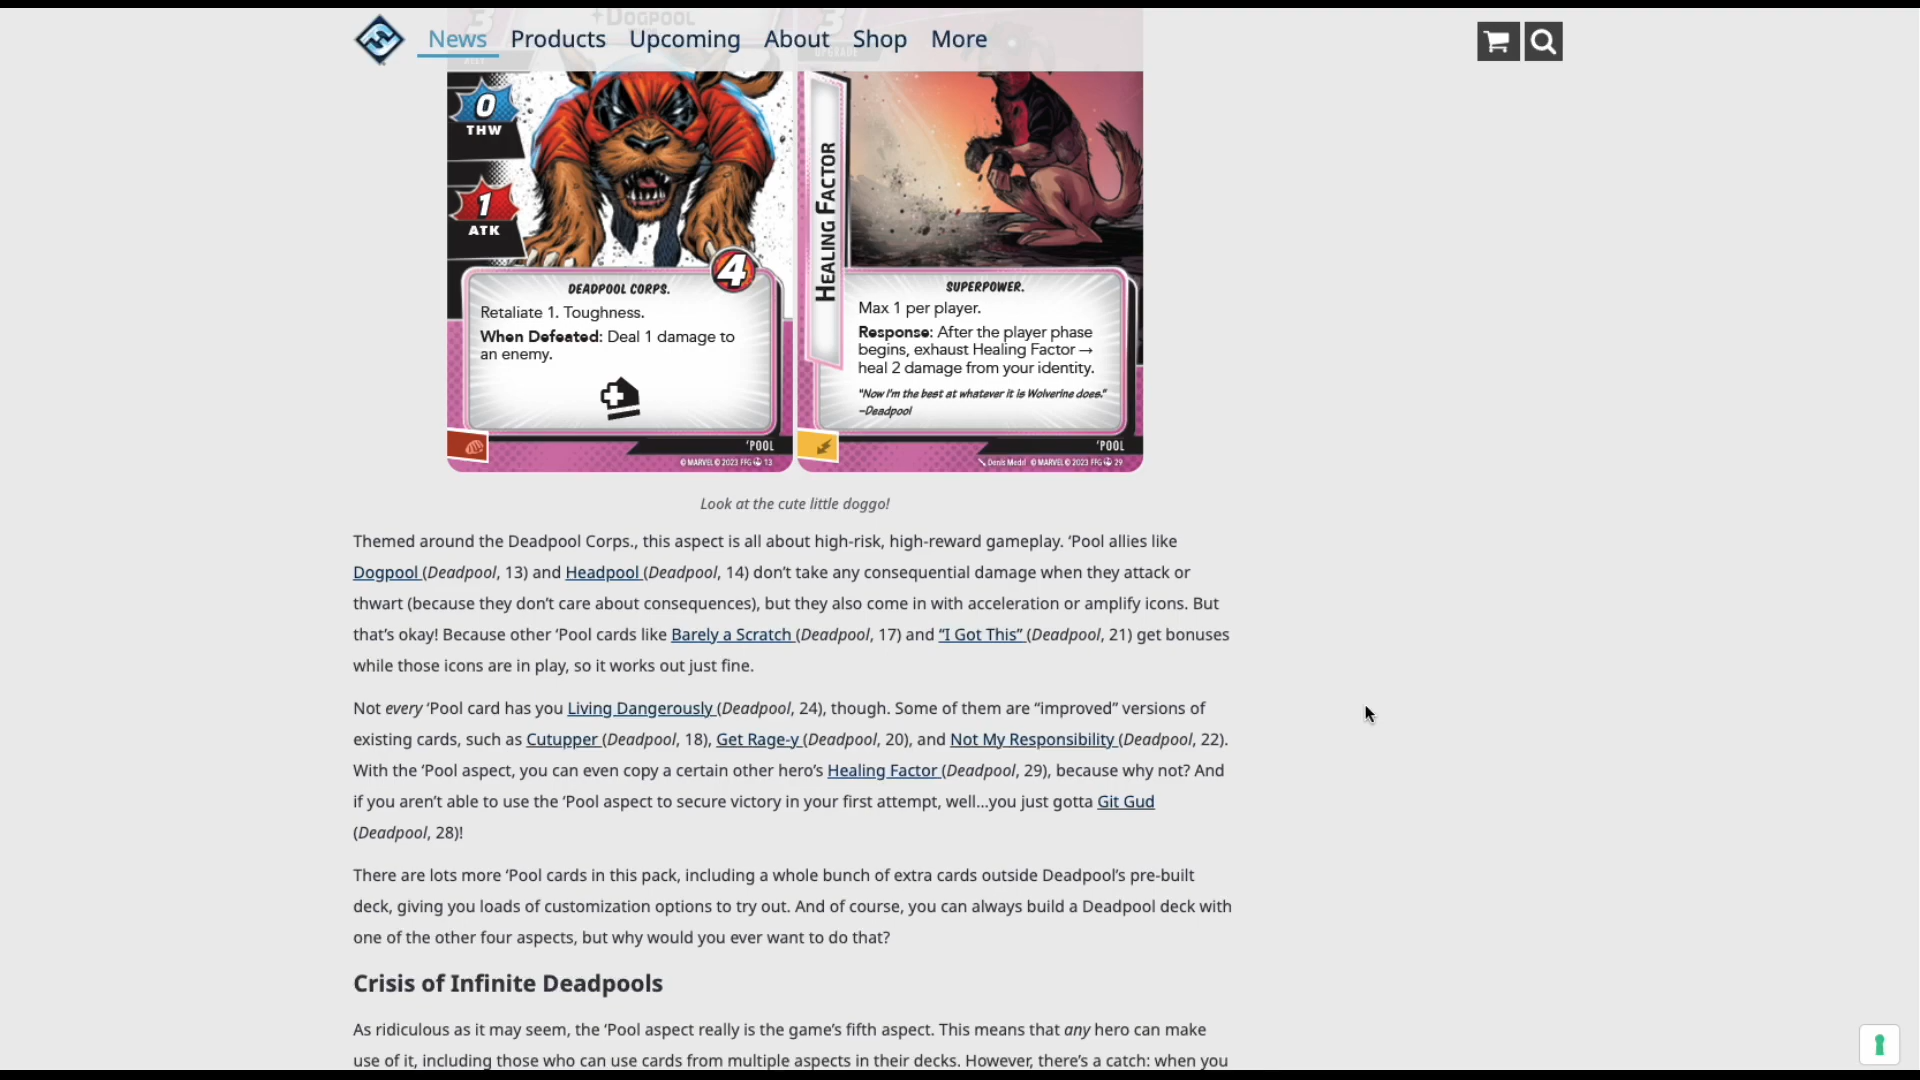 News Products Upcoming About Shop More
DOGPOOL
3
3
UPGRADE
0
THW
1
ATK
4
DEADPOOL CORPS.
Retaliate 1. Toughness.
When Defeated: Deal 1 damage to
an enemy.
'POOL
© MARVEL © 2023 FFG 13
HEALING FACTOR
SUPERPOWER.
Max 1 per player.
Response: After the player phase
begins, exhaust Healing Factor →
heal 2 damage from your identity.
"Now I'm the best at whatever it is Wolverine does."
–Deadpool
'POOL
Denis Medri © MARVEL © 2023 FFG 29
Look at the cute little doggo!
Themed around the Deadpool Corps., this aspect is all about high-risk, high-reward gameplay. ‘Pool allies like
Dogpool (Deadpool, 13) and Headpool (Deadpool, 14) don’t take any consequential damage when they attack or
thwart (because they don’t care about consequences), but they also come in with acceleration or amplify icons. But
that’s okay! Because other ‘Pool cards like Barely a Scratch (Deadpool, 17) and “I Got This” (Deadpool, 21) get bonuses
while those icons are in play, so it works out just fine.
Not every ‘Pool card has you Living Dangerously (Deadpool, 24), though. Some of them are “improved” versions of
existing cards, such as Cutupper (Deadpool, 18), Get Rage-y (Deadpool, 20), and Not My Responsibility (Deadpool, 22).
With the ‘Pool aspect, you can even copy a certain other hero’s Healing Factor (Deadpool, 29), because why not? And
if you aren’t able to use the ‘Pool aspect to secure victory in your first attempt, well...you just gotta Git Gud
(Deadpool, 28)!
There are lots more ‘Pool cards in this pack, including a whole bunch of extra cards outside Deadpool’s pre-built
deck, giving you loads of customization options to try out. And of course, you can always build a Deadpool deck with
one of the other four aspects, but why would you ever want to do that?
Crisis of Infinite Deadpools
As ridiculous as it may seem, the ‘Pool aspect really is the game’s fifth aspect. This means that any hero can make
use of it, including those who can use cards from multiple aspects in their decks. However, there’s a catch: when you